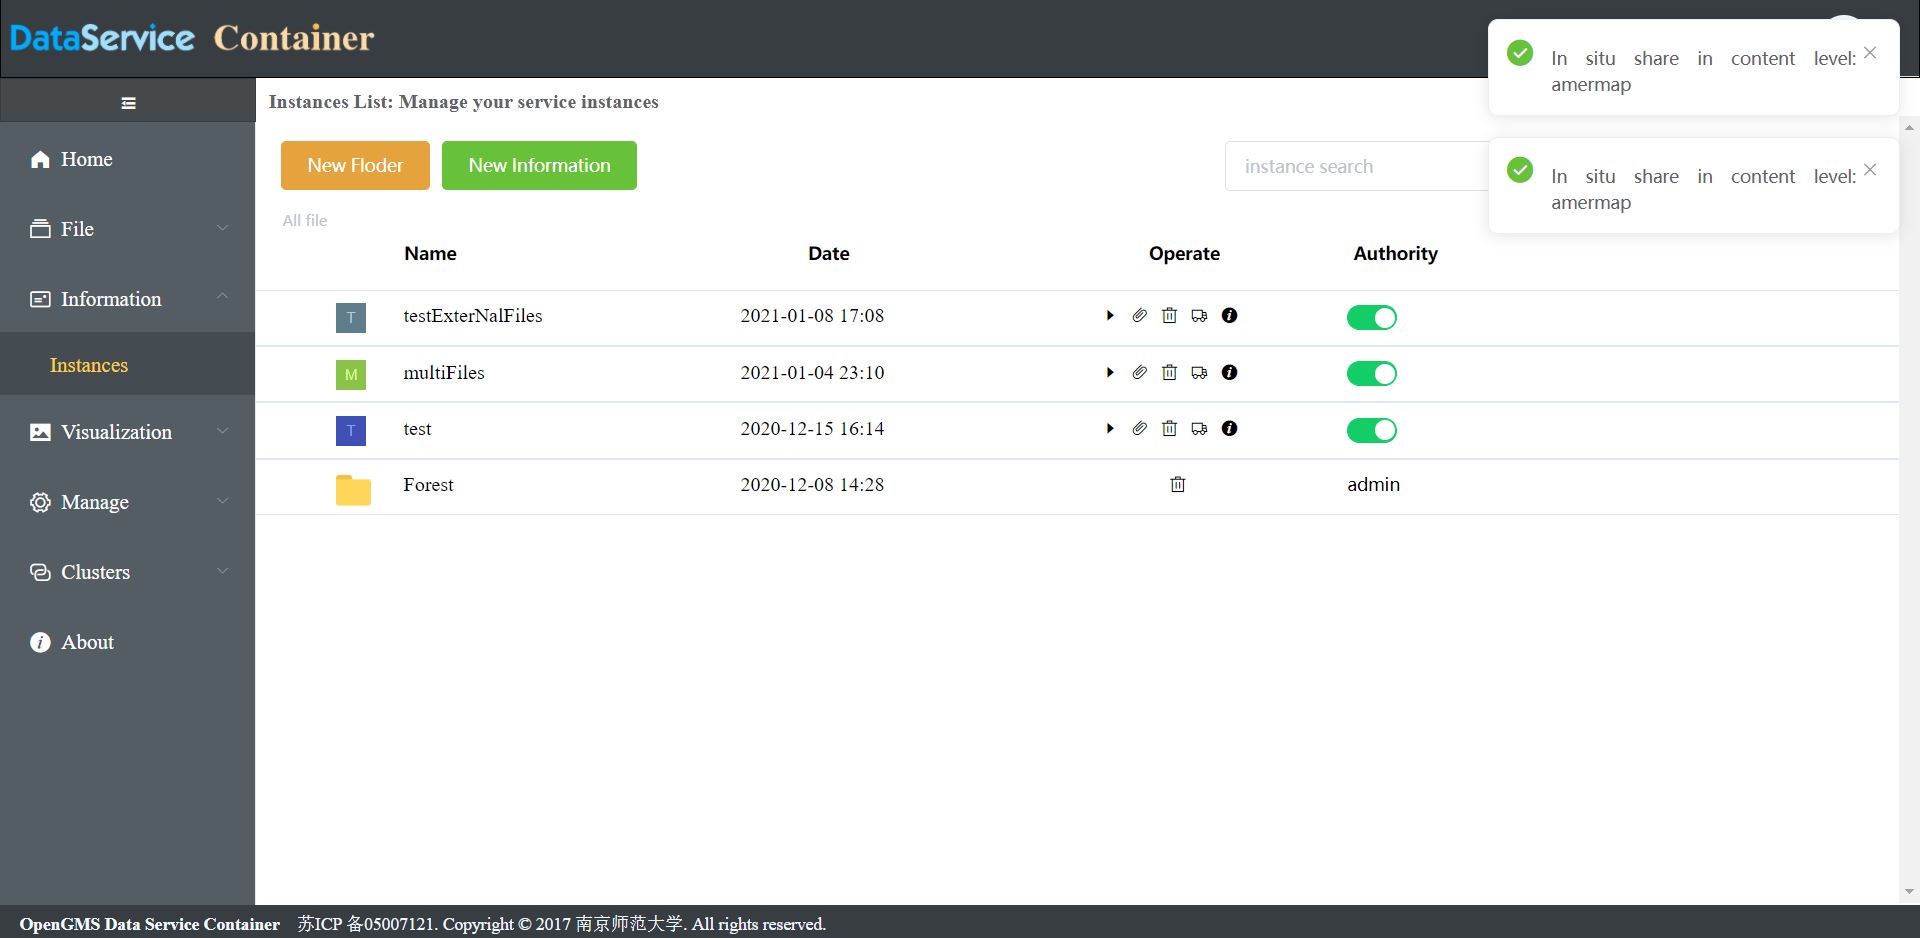 DataService Container
In situ share in content level:
amermap
In situ share in content level:
amermap
Instances List: Manage your service instances
Home
File
Information
Instances
Visualization
Manage
Clusters
About
New Floder
New Information
instance search
All file
Name Date Operate Authority
T testExterNalFiles 2021-01-08 17:08
M multiFiles 2021-01-04 23:10
T test 2020-12-15 16:14
Forest 2020-12-08 14:28 admin
OpenGMS Data Service Container 苏ICP 备05007121. Copyright © 2017 南京师范大学. All rights reserved.